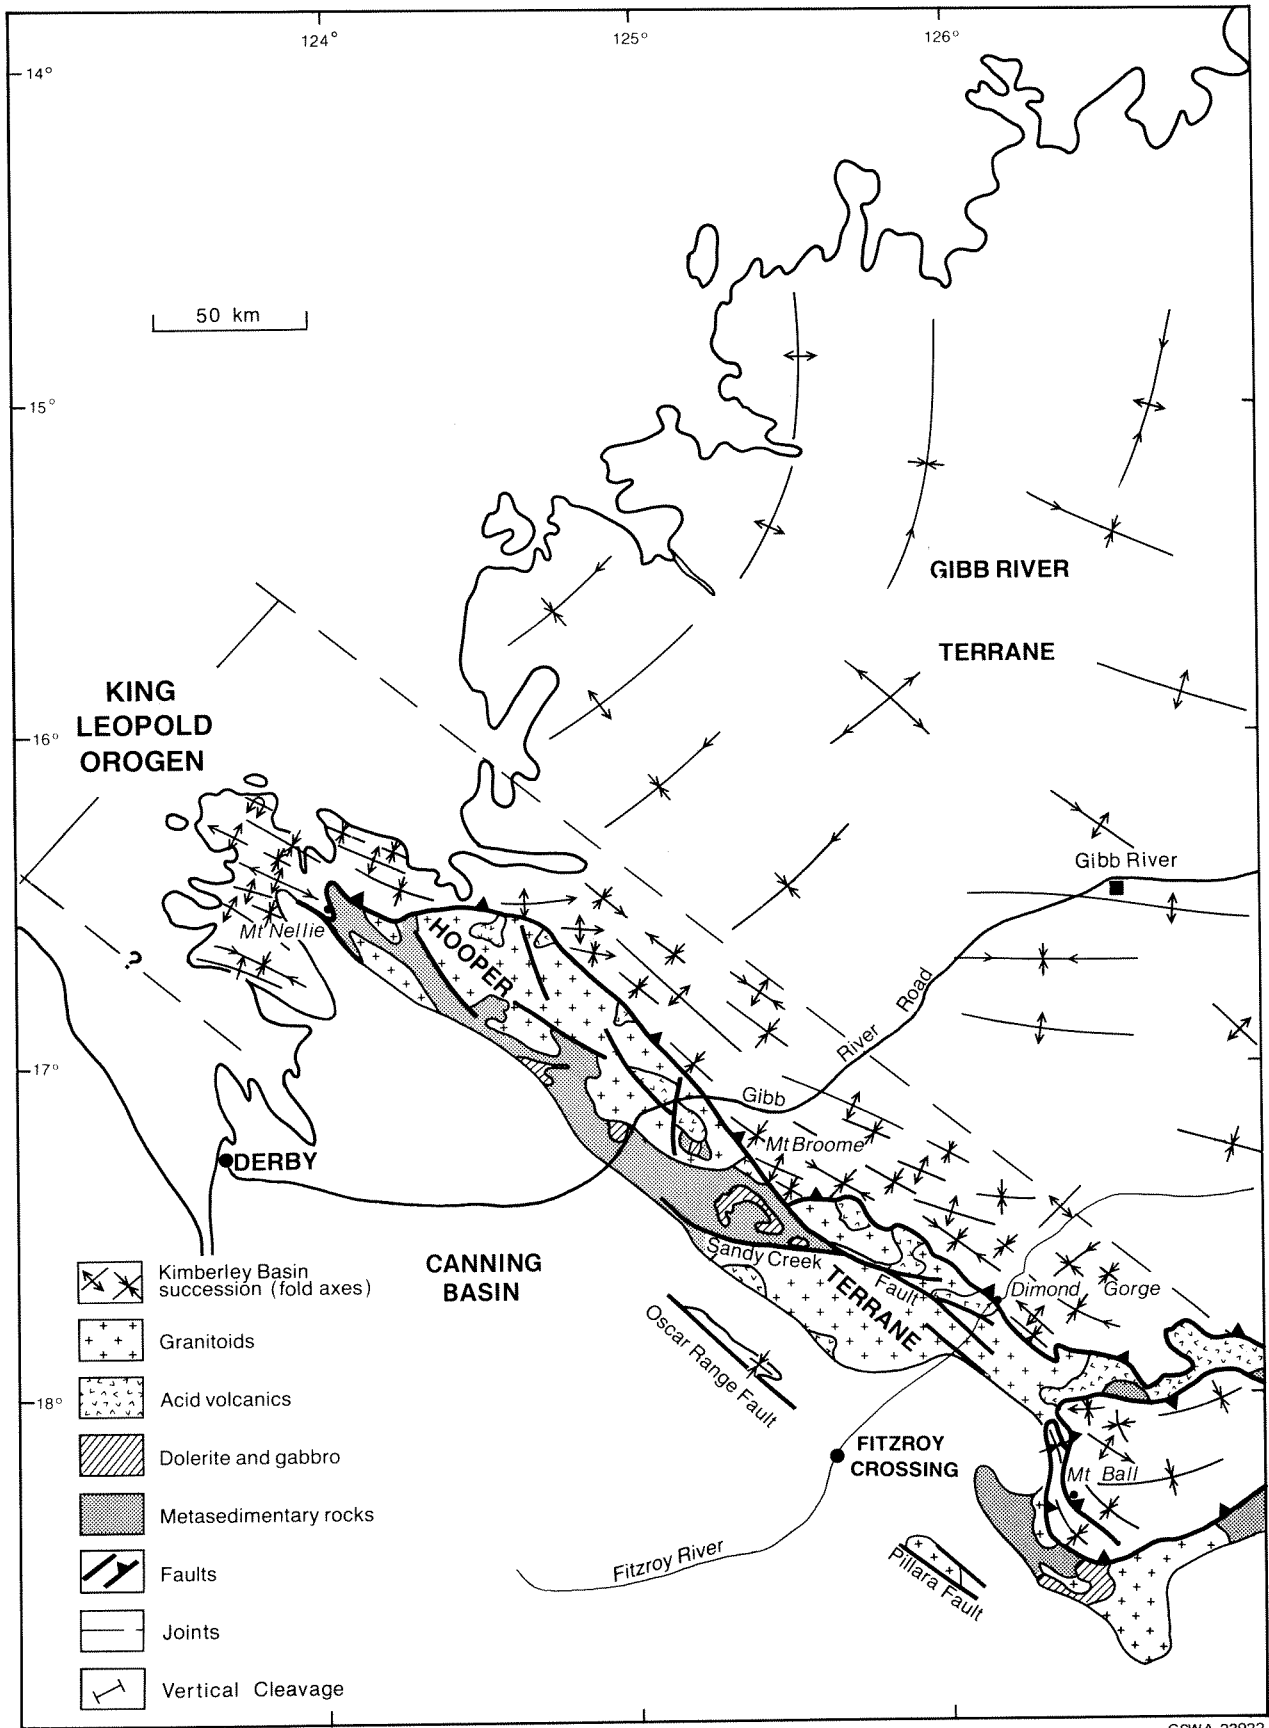 124°
125°
126°
14°
50 km
15°
GIBB RIVER
TERRANE
KING
LEOPOLD
OROGEN
16°
Gibb River
HOOPER
Mt Nellie
?
Road
River
17°
Gibb
Mt Broome
DERBY
CANNING
BASIN
Sandy Creek
Fault
TERRANE
Dimond Gorge
Oscar Range Fault
18°
FITZROY
CROSSING
Mt Ball
Fitzroy River
Pillara Fault
Kimberley Basin
succession (fold axes)
Granitoids
Acid volcanics
Dolerite and gabbro
Metasedimentary rocks
Faults
Joints
Vertical Cleavage